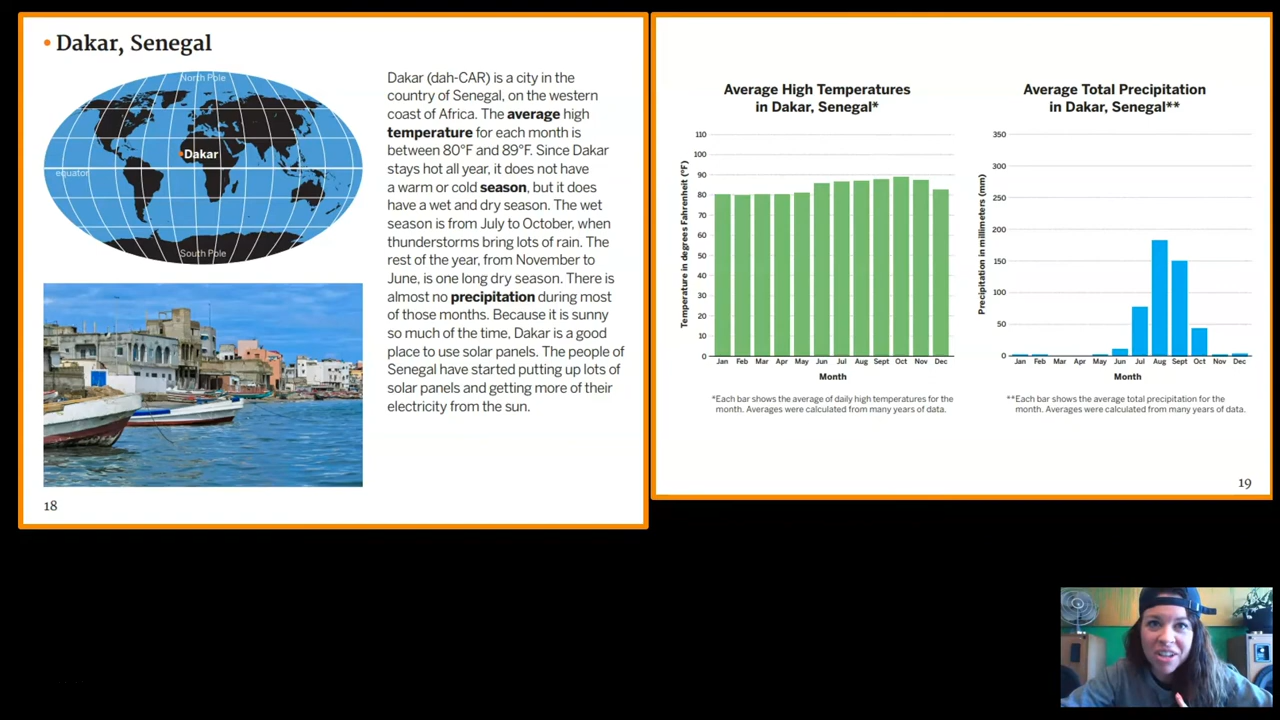 • Dakar, Senegal
North Pole
Dakar
equator
South Pole
Dakar (dah-CAR) is a city in the
country of Senegal, on the western
coast of Africa. The average high
temperature for each month is
between 80°F and 89°F. Since Dakar
stays hot all year, it does not have
a warm or cold season, but it does
have a wet and dry season. The wet
season is from July to October, when
thunderstorms bring lots of rain. The
rest of the year, from November to
June, is one long dry season. There is
almost no precipitation during most
of those months. Because it is sunny
so much of the time, Dakar is a good
place to use solar panels. The people of
Senegal have started putting up lots of
solar panels and getting more of their
electricity from the sun.
18
Average High Temperatures
in Dakar, Senegal*
Temperature in degrees Fahrenheit (°F)
110
100
90
80
70
60
50
40
30
20
10
0
Jan Feb Mar Apr May Jun Jul Aug Sept Oct Nov Dec
Month
*Each bar shows the average of daily high temperatures for the
month. Averages were calculated from many years of data.
Average Total Precipitation
in Dakar, Senegal**
Precipitation in millimeters (mm)
350
300
250
200
150
100
50
0
Jan Feb Mar Apr May Jun Jul Aug Sept Oct Nov Dec
Month
**Each bar shows the average total precipitation for the
month. Averages were calculated from many years of data.
19